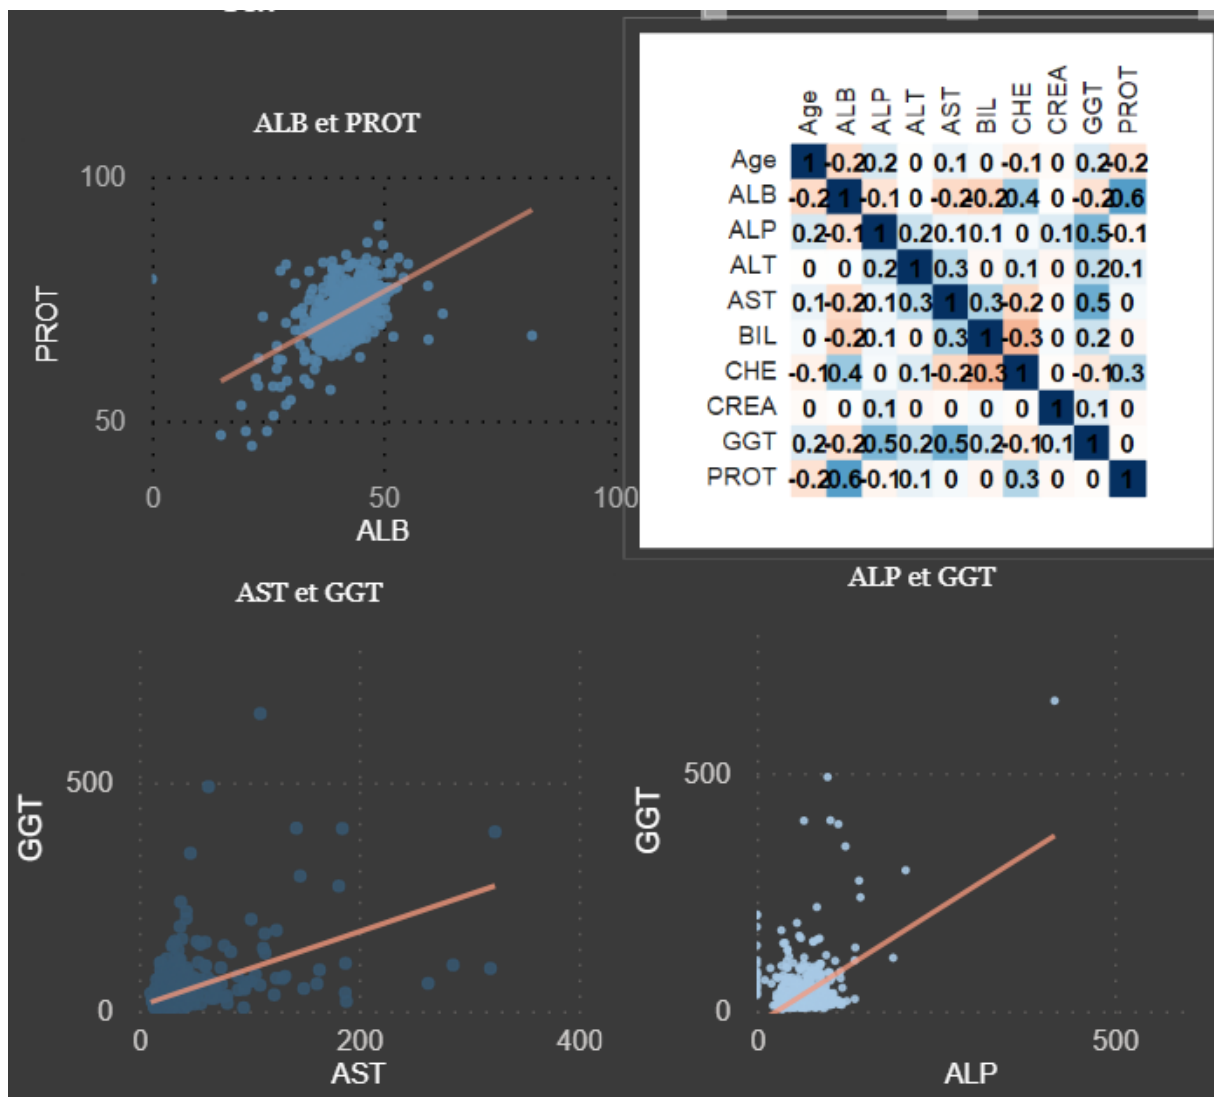 ALB et PROT
100
50
PROT
0 50 100
ALB
Age ALB ALP ALT AST BIL CHE CREA GGT PROT
Age 1 -0.2 0.2 0 0.1 0 -0.1 0 0.2 -0.2
ALB -0.2 1 -0.1 0 -0.2 -0.2 0.4 0 -0.2 0.6
ALP 0.2 -0.1 1 0.2 0.1 0.1 0 0.1 0.5 -0.1
ALT 0 0 0.2 1 0.3 0 0.1 0 0.2 0.1
AST 0.1 -0.2 0.1 0.3 1 0.3 -0.2 0 0.5 0
BIL 0 -0.2 0.1 0 0.3 1 -0.3 0 0.2 0
CHE -0.1 0.4 0 0.1 -0.2 -0.3 1 0 -0.1 0.3
CREA 0 0 0.1 0 0 0 0 1 0.1 0
GGT 0.2 -0.2 0.5 0.2 0.5 0.2 -0.1 0.1 1 0
PROT -0.2 0.6 -0.1 0.1 0 0 0.3 0 0 1
AST et GGT
500
0
GGT
0 200 400
AST
ALP et GGT
500
0
GGT
0 500
ALP